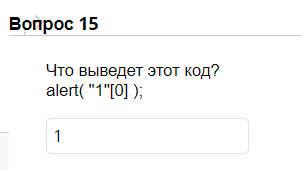 Вопрос 15
Что выведет этот код?
alert( "1"[0] );
1